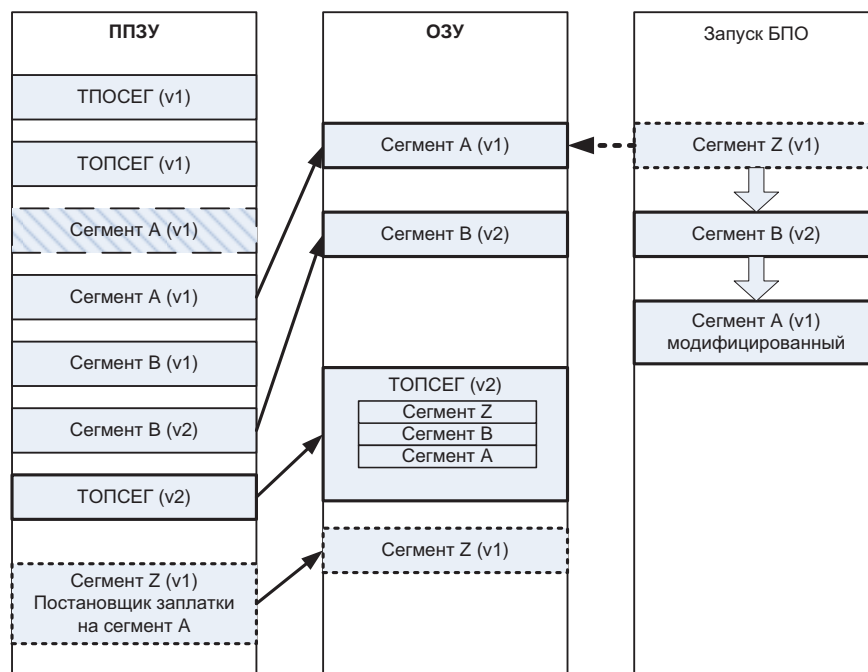 ППЗУ
ТПОСЕГ (v1)
ТОПСЕГ (v1)
Сегмент А (v1)
Сегмент А (v1)
Сегмент В (v1)
Сегмент В (v2)
ТОПСЕГ (v2)
Сегмент Z (v1)
Постановщик заплатки
на сегмент А
ОЗУ
Сегмент А (v1)
Сегмент В (v2)
ТОПСЕГ (v2)
Сегмент Z
Сегмент В
Сегмент А
Сегмент Z (v1)
Запуск БПО
Сегмент Z (v1)
Сегмент В (v2)
Сегмент А (v1)
модифицированный